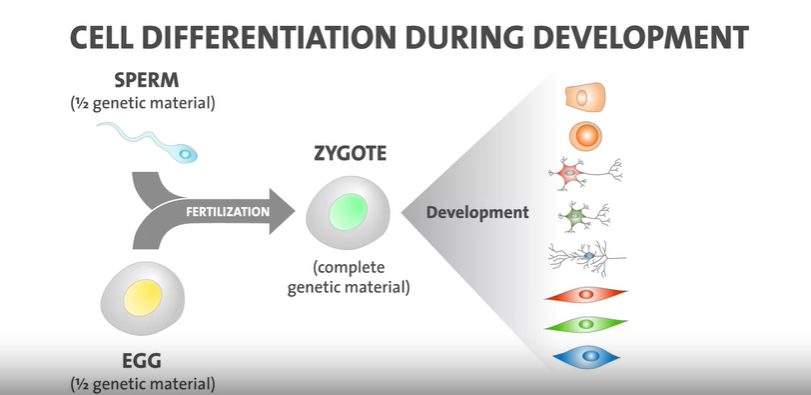 CELL DIFFERENTIATION DURING DEVELOPMENT
SPERM
(½ genetic material)
ZYGOTE
FERTILIZATION
Development
(complete
genetic material)
EGG
(½ genetic material)